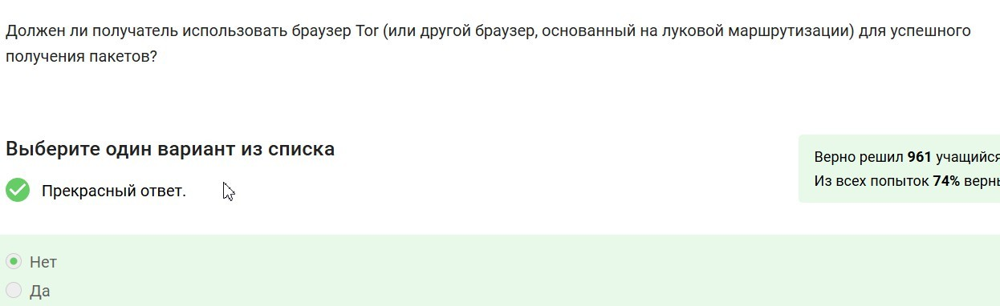 Должен ли получатель использовать браузер Tor (или другой браузер, основанный на луковой маршрутизации) для успешного
получения пакетов?
Выберите один вариант из списка
Верно решил 961 учащийся
Из всех попыток 74%
Прекрасный ответ.
Нет
Да